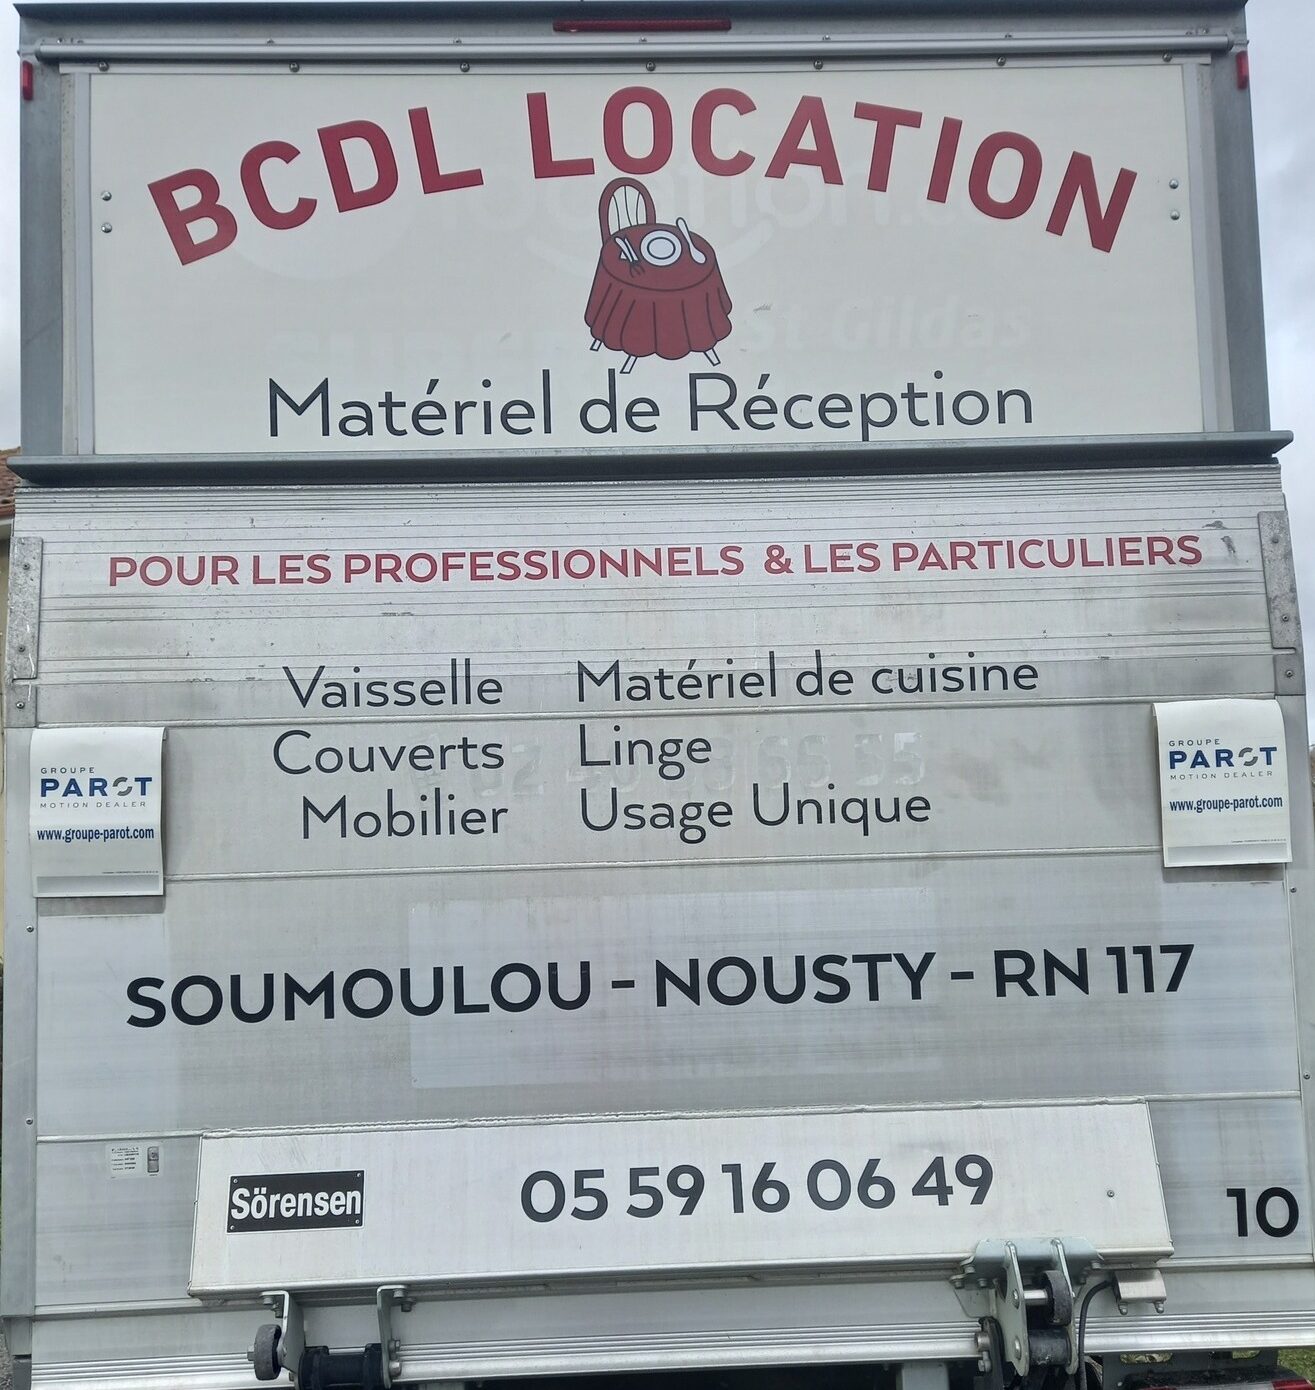 BCDL LOCATION
St Gildas
Matériel de Réception
POUR LES PROFESSIONNELS & LES PARTICULIERS
Vaisselle Matériel de cuisine
Couverts Linge
Mobilier Usage Unique
GROUPE
PAROT
MOTION DEALER
www.groupe-parot.com
GROUPE
PAROT
MOTION DEALER
www.groupe-parot.com
SOUMOULOU - NOUSTY - RN 117
Sörensen
05 59 16 06 49
10